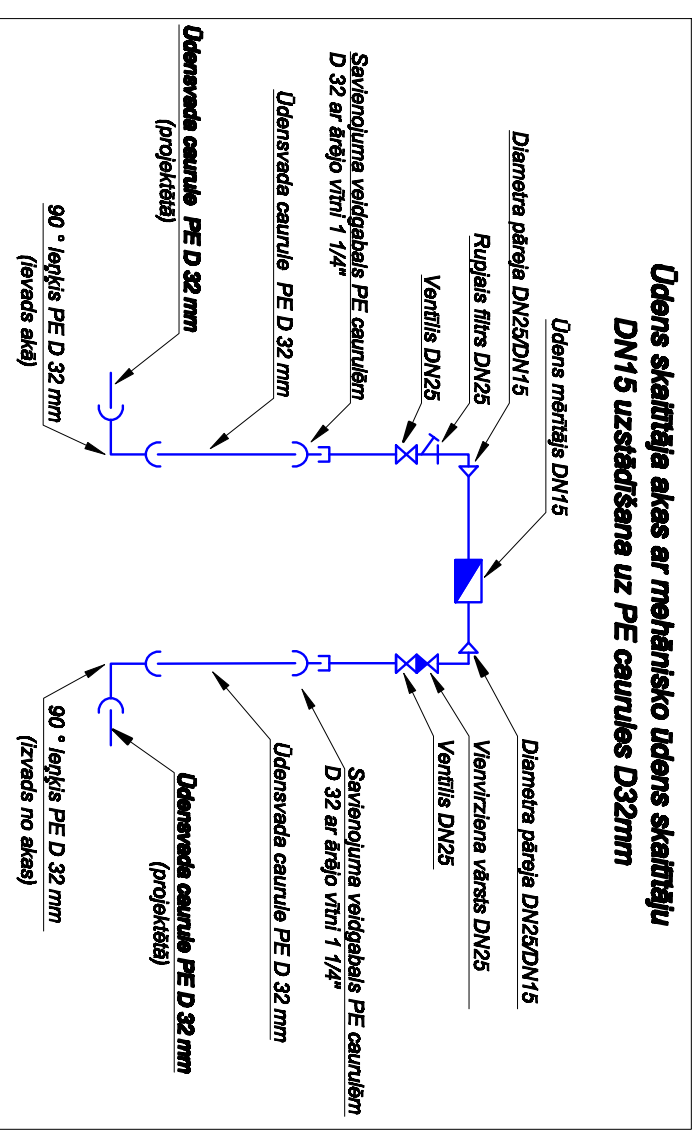 Ūdens skaitītāja akas ar mehānisko ūdens skaitītāju
DN15 uzstādīšana uz PE caurules D32mm
Ūdens mērītājs DN15
Diametra pāreja DN25/DN15
Rupjais filtrs DN25
Ventīlis DN25
Savienojuma veidgabals PE caurulēm
D 32 ar ārējo vītni 1 1/4"
Ūdensvada caurule PE D 32 mm
Ūdensvada caurule PE D 32 mm
(projektētā)
90 ° leņķis PE D 32 mm
(ievads akā)
Diametra pāreja DN25/DN15
Vienvirziena vārsts DN25
Ventīlis DN25
Savienojuma veidgabals PE caurulēm
D 32 ar ārējo vītni 1 1/4"
Ūdensvada caurule PE D 32 mm
Ūdensvada caurule PE D 32 mm
(projektētā)
90 ° leņķis PE D 32 mm
(izvads no akas)